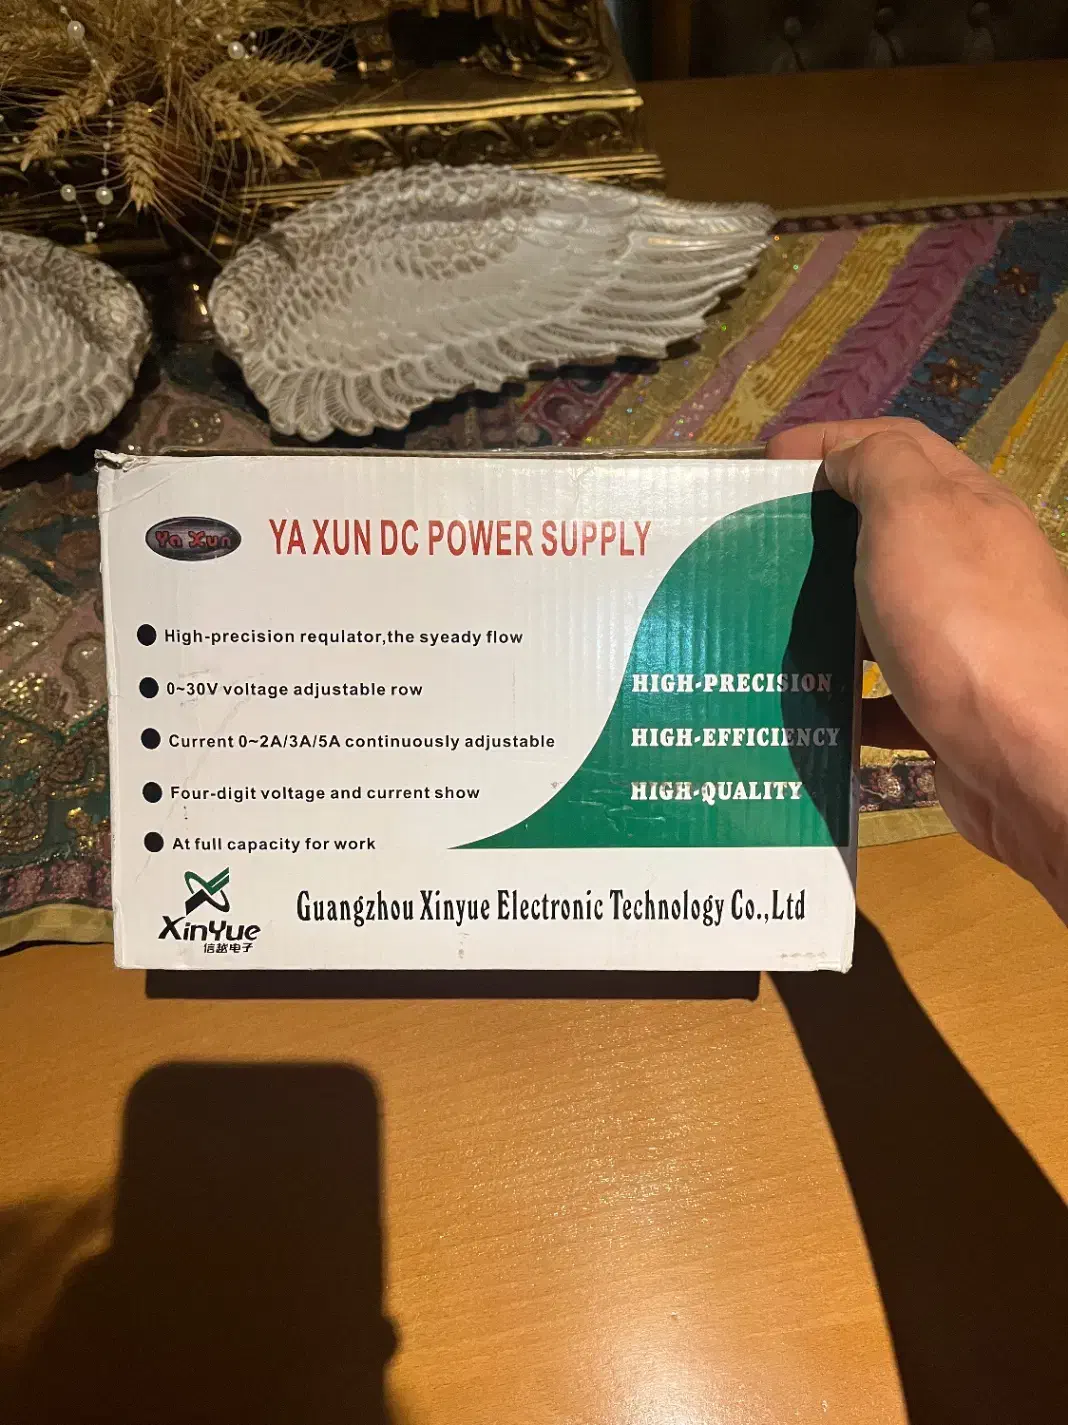 Ya Xun
YA XUN DC POWER SUPPLY
High-precision requlator,the syeady flow
0~30V voltage adjustable row
Current 0~2A/3A/5A continuously adjustable
Four-digit voltage and current show
At full capacity for work
HIGH-PRECISION
HIGH-EFFICIENCY
HIGH-QUALITY
XinYue
信越电子
Guangzhou Xinyue Electronic Technology Co.,Ltd